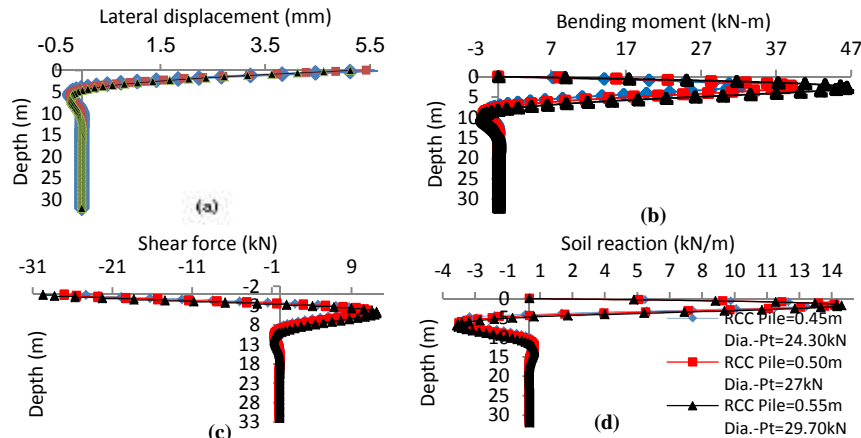 Lateral displacement (mm)
-0.5 1.5 3.5 5.5
0
5
10
15
20
25
30
Depth (m)
(a)
Bending moment (kN-m)
-3 7 17 27 37 47
0
5
10
15
20
25
30
Depth (m)
(b)
Shear force (kN)
-31 -21 -11 -1 9
-2
3
8
13
18
23
28
33
Depth (m)
(c)
Soil reaction (kN/m)
-4 -3 -1 1 2 4 5 7 8 10 11 12 14
0
5
10
15
20
25
30
Depth (m)
RCC Pile=0.45m
Dia.-Pt=24.30kN
RCC Pile=0.50m
Dia.-Pt=27kN
RCC Pile=0.55m
Dia.-Pt=29.70kN
(d)